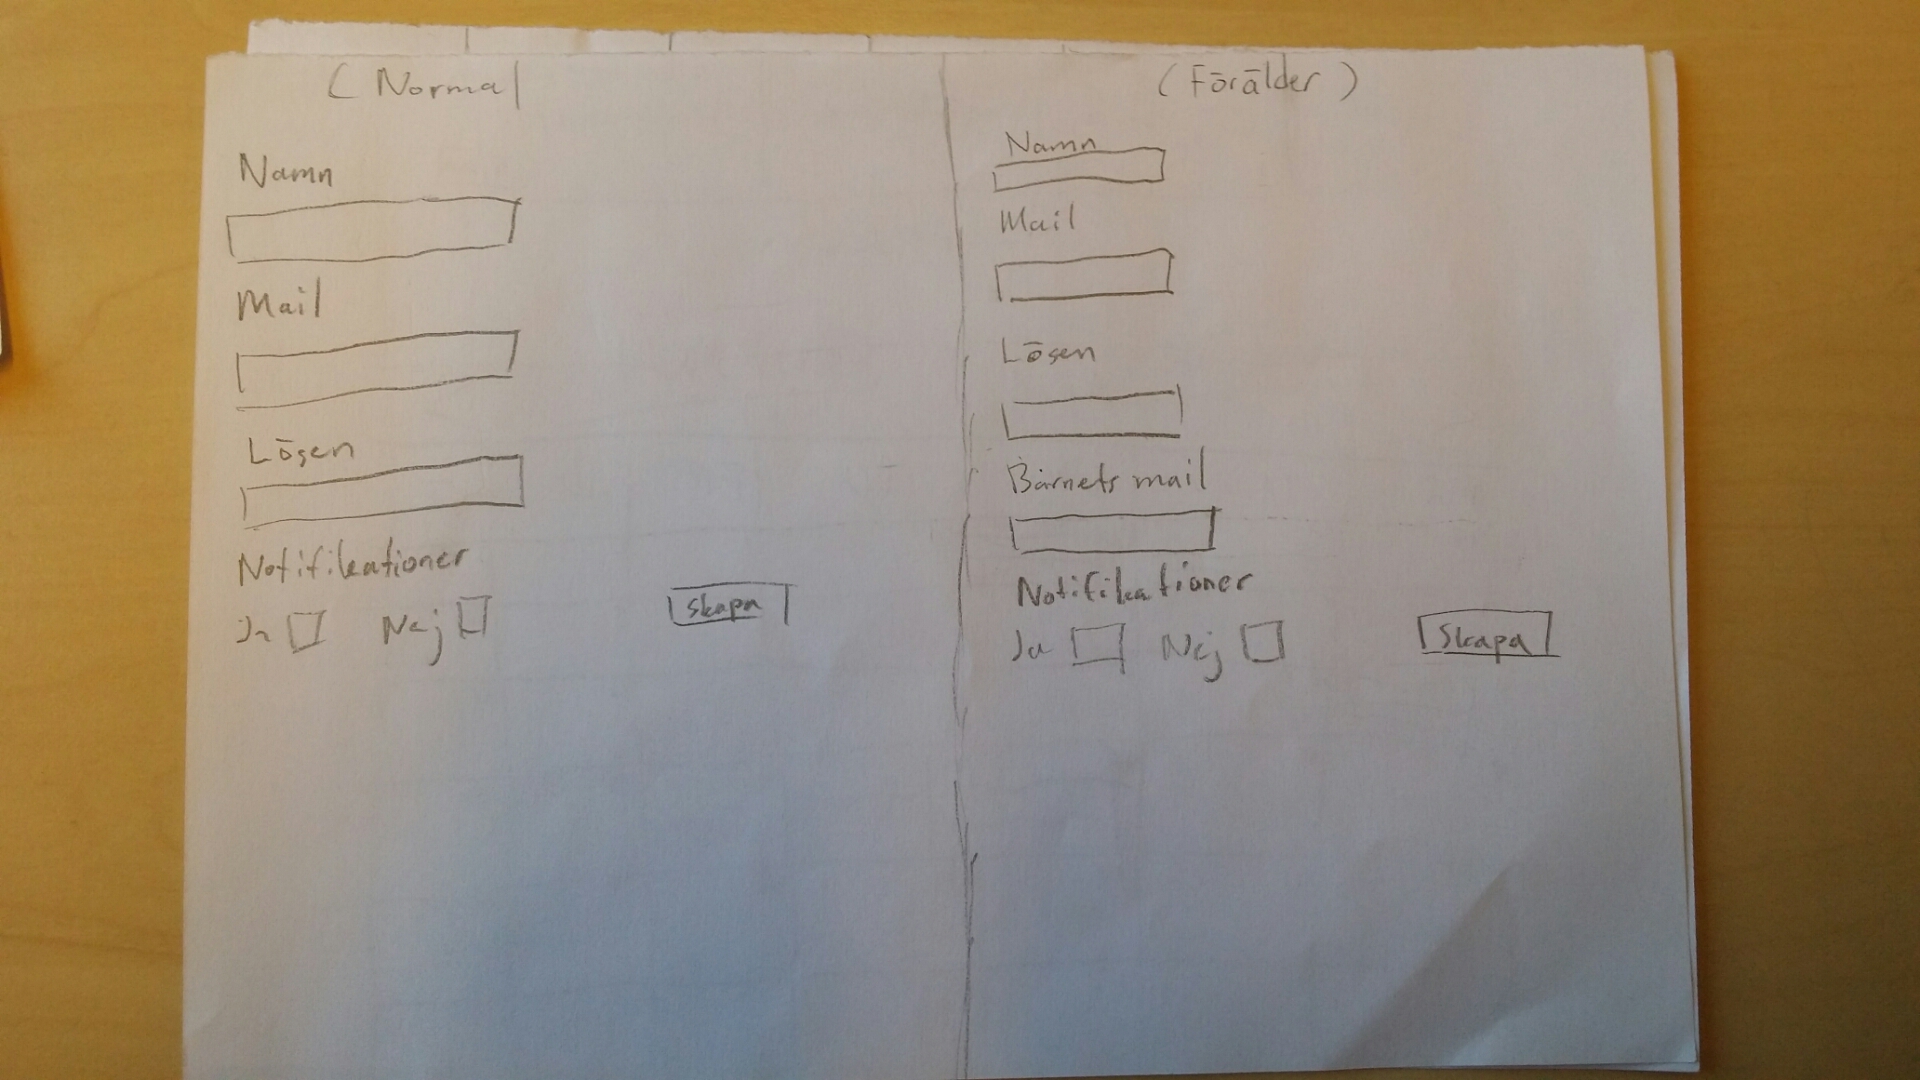 (Normal
Namn
Mail
Lösen
Notifikationer
Ja Nej
Skapa
(Förälder)
Namn
Mail
Lösen
Barnets mail
Notifikationer
Ja Nej
Skapa